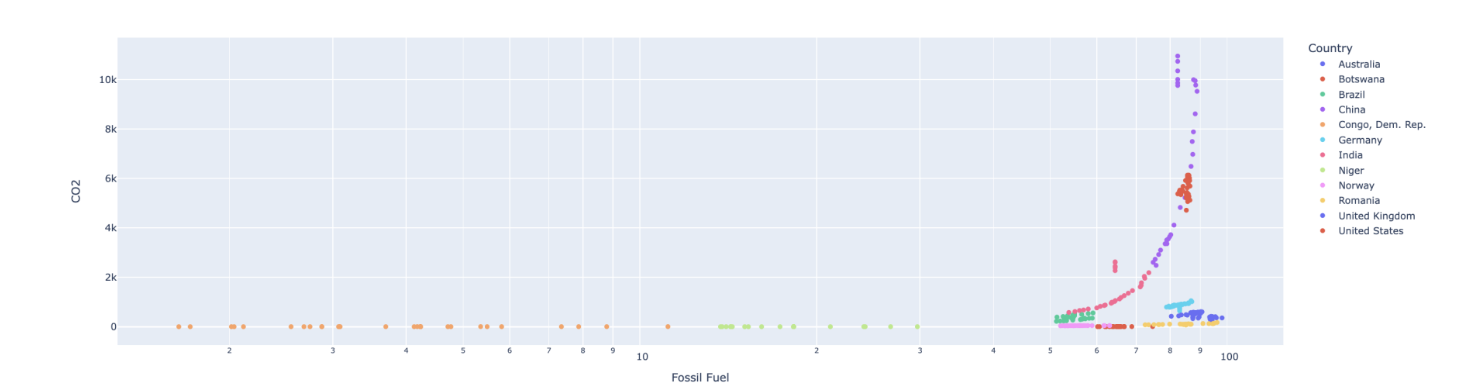 Country
Australia
Botswana
Brazil
China
Congo, Dem. Rep.
Germany
India
Niger
Norway
Romania
United Kingdom
United States
CO2
10k
8k
6k
4k
2k
0
2 3 4 5 6 7 8 9 10 2 3 4 5 6 7 8 9 100
Fossil Fuel